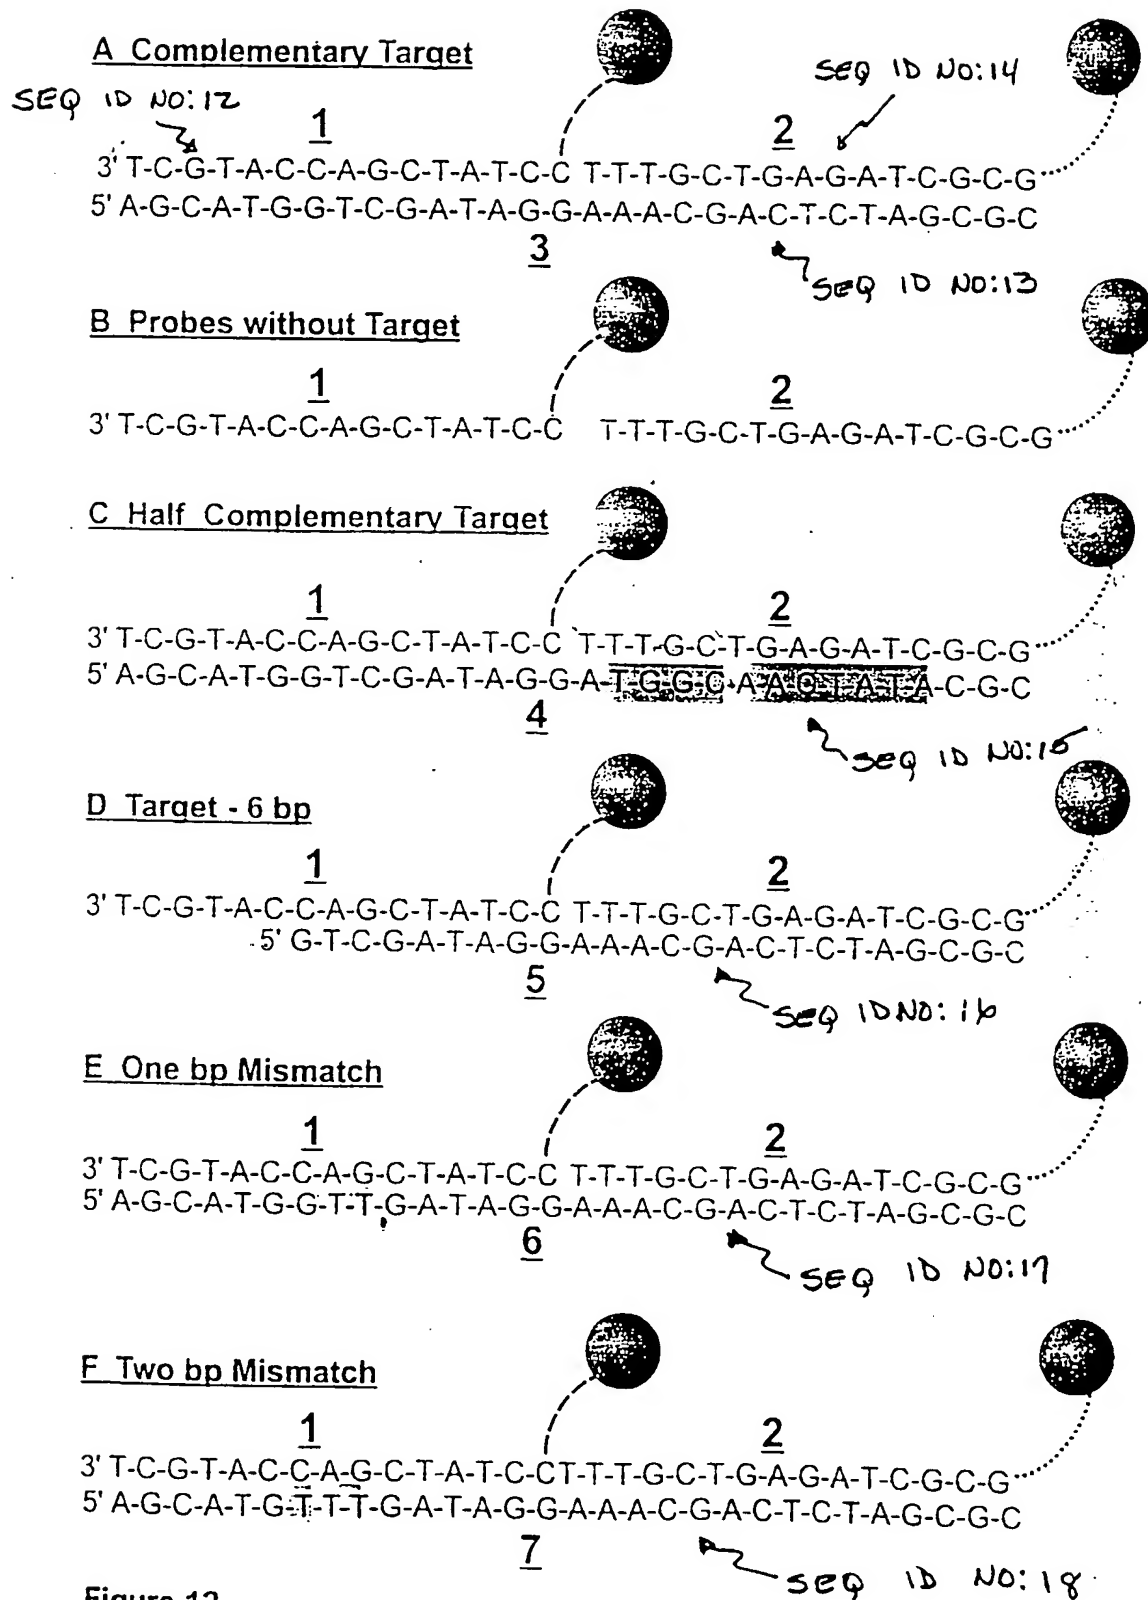 A Complementary Target
SEQ ID NO:12
SEQ ID NO:14
1 2
3' T-C-G-T-A-C-C-A-G-C-T-A-T-C-C T-T-T-G-C-T-G-A-G-A-T-C-G-C-G
5' A-G-C-A-T-G-G-T-C-G-A-T-A-G-G-A-A-A-C-G-A-C-T-C-T-A-G-C-G-C
3
SEQ ID NO:13
B Probes without Target
1 2
3' T-C-G-T-A-C-C-A-G-C-T-A-T-C-C T-T-T-G-C-T-G-A-G-A-T-C-G-C-G
C Half Complementary Target
1 2
3' T-C-G-T-A-C-C-A-G-C-T-A-T-C-C T-T-T-G-C-T-G-A-G-A-T-C-G-C-G
5' A-G-C-A-T-G-G-T-C-G-A-T-A-G-G-A-T-G-G-C-A-A-C-T-A-T-A-C-G-C
4
SEQ ID NO:15
D Target - 6 bp
1 2
3' T-C-G-T-A-C-C-A-G-C-T-A-T-C-C T-T-T-G-C-T-G-A-G-A-T-C-G-C-G
5' G-T-C-G-A-T-A-G-G-A-A-A-C-G-A-C-T-C-T-A-G-C-G-C
5
SEQ ID NO:16
E One bp Mismatch
1 2
3' T-C-G-T-A-C-C-A-G-C-T-A-T-C-C T-T-T-G-C-T-G-A-G-A-T-C-G-C-G
5' A-G-C-A-T-G-G-T-T-G-A-T-A-G-G-A-A-A-C-G-A-C-T-C-T-A-G-C-G-C
6
SEQ ID NO:17
F Two bp Mismatch
1 2
3' T-C-G-T-A-C-C-A-G-C-T-A-T-C-C-T-T-T-G-C-T-G-A-G-A-T-C-G-C-G
5' A-G-C-A-T-G-T-T-T-G-A-T-A-G-G-A-A-A-C-G-A-C-T-C-T-A-G-C-G-C
7
SEQ ID NO:18
Figure 12